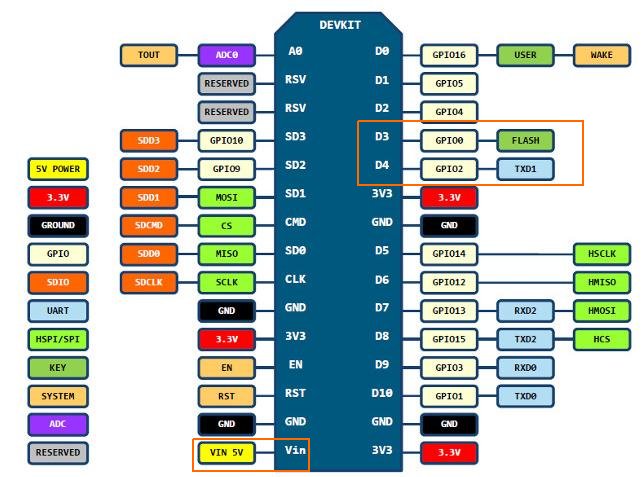 DEVKIT
TOUT ADC0 A0 D0 GPIO16 USER WAKE
RESERVED RSV D1 GPIO5
RESERVED RSV D2 GPIO4
SDD3 GPIO10 SD3 D3 GPIO0 FLASH
5V POWER SDD2 GPIO9 SD2 D4 GPIO2 TXD1
3.3V SDD1 MOSI SD1 3V3 3.3V
GROUND SDCMD CS CMD GND GND
GPIO SDD0 MISO SD0 D5 GPIO14 HSCLK
SDIO SDCLK SCLK CLK D6 GPIO12 HMISO
UART GND GND D7 GPIO13 RXD2 HMOSI
HSPI/SPI 3.3V 3V3 D8 GPIO15 TXD2 HCS
KEY EN EN D9 GPIO3 RXD0
SYSTEM RST RST D10 GPIO1 TXD0
ADC GND GND GND GND
RESERVED VIN 5V Vin 3V3 3.3V